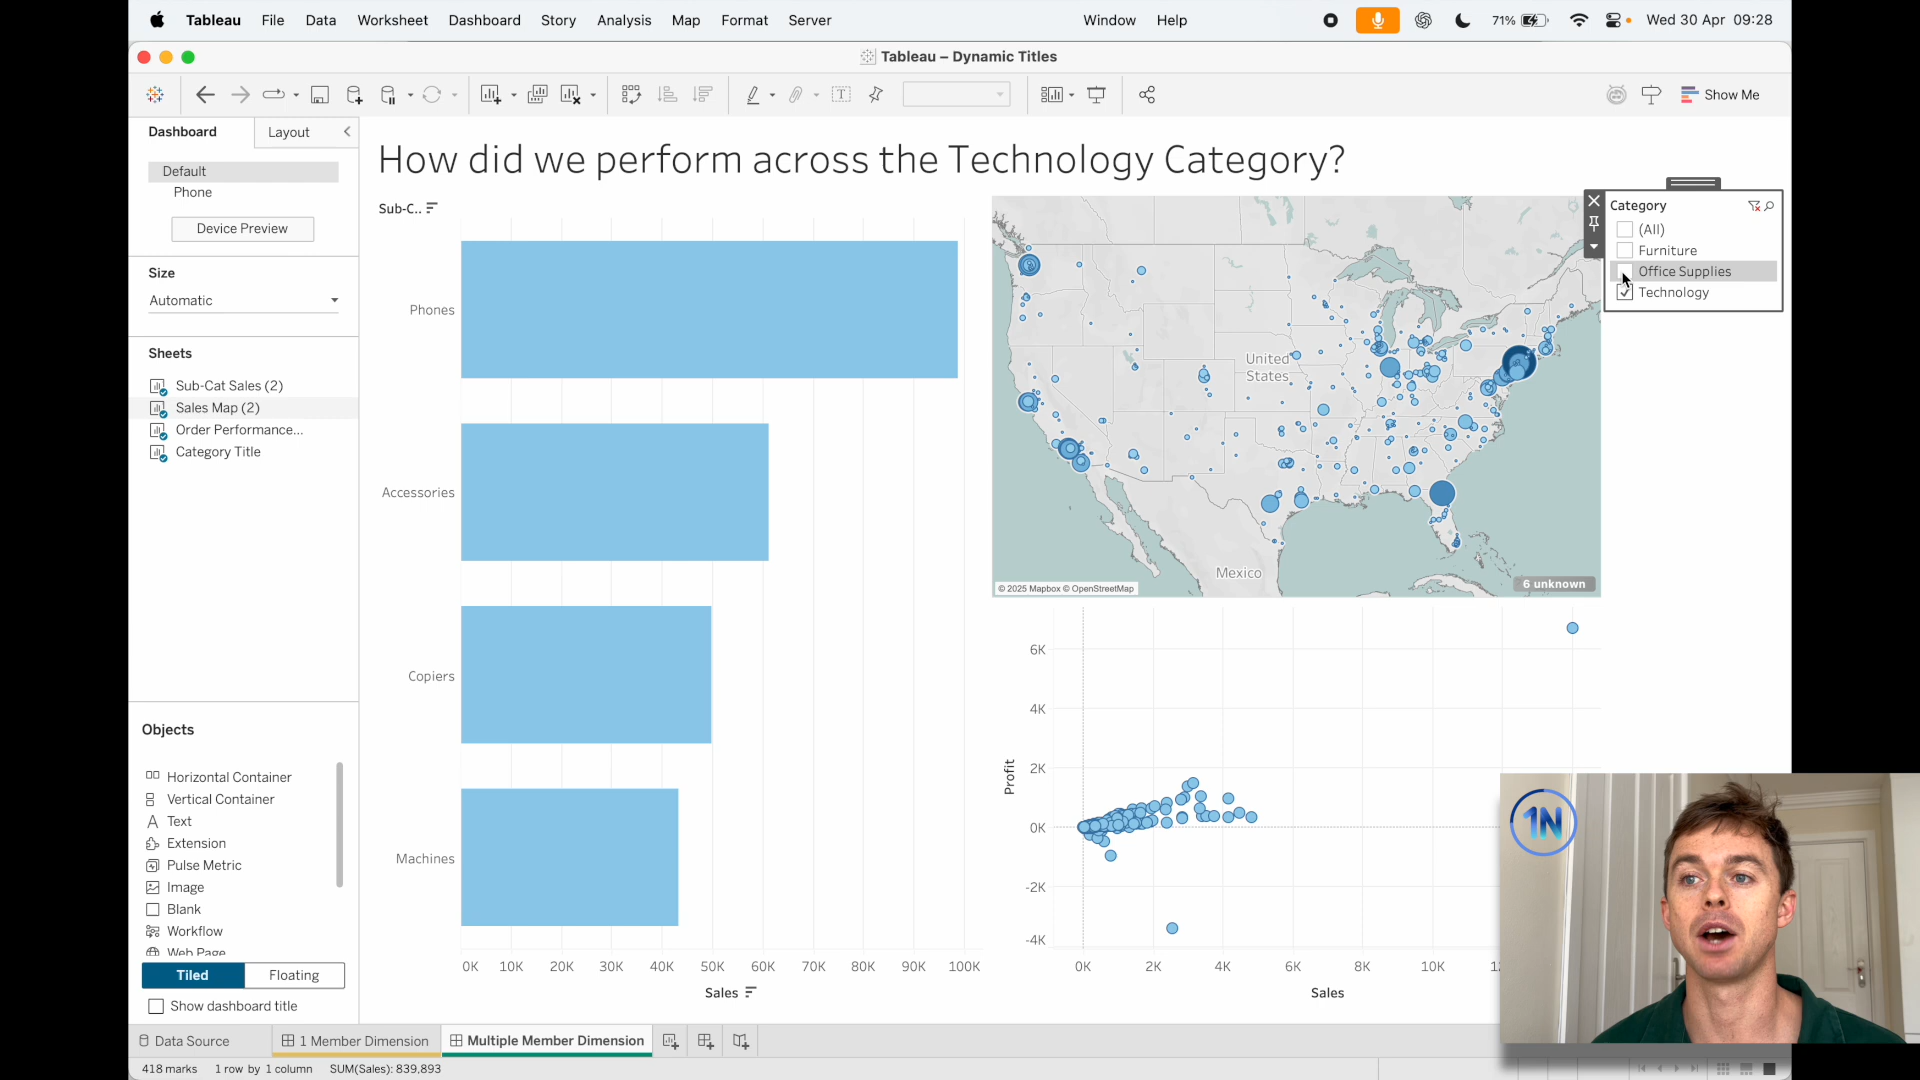 Tableau File Data Worksheet Dashboard Story Analysis Map Format Server Window Help 71% Wed 30 Apr 09:28
Tableau – Dynamic Titles
Show Me
Dashboard Layout
Default
Phone
Device Preview
Size
Automatic
Sheets
Sub-Cat Sales (2)
Sales Map (2)
Order Performance...
Category Title
Objects
Horizontal Container
Vertical Container
Text
Extension
Pulse Metric
Image
Blank
Workflow
Web Page
Tiled Floating
Show dashboard title
How did we perform across the Technology Category?
Sub-C..
Phones
Accessories
Copiers
Machines
0K 10K 20K 30K 40K 50K 60K 70K 80K 90K 100K
Sales
United
States
Mexico
© 2025 Mapbox © OpenStreetMap
6 unknown
Category
(All)
Furniture
Office Supplies
Technology
6K
4K
2K
0K
-2K
-4K
Profit
0K 2K 4K 6K 8K 10K
Sales
1N
Data Source 1 Member Dimension Multiple Member Dimension
418 marks 1 row by 1 column SUM(Sales): 839,893